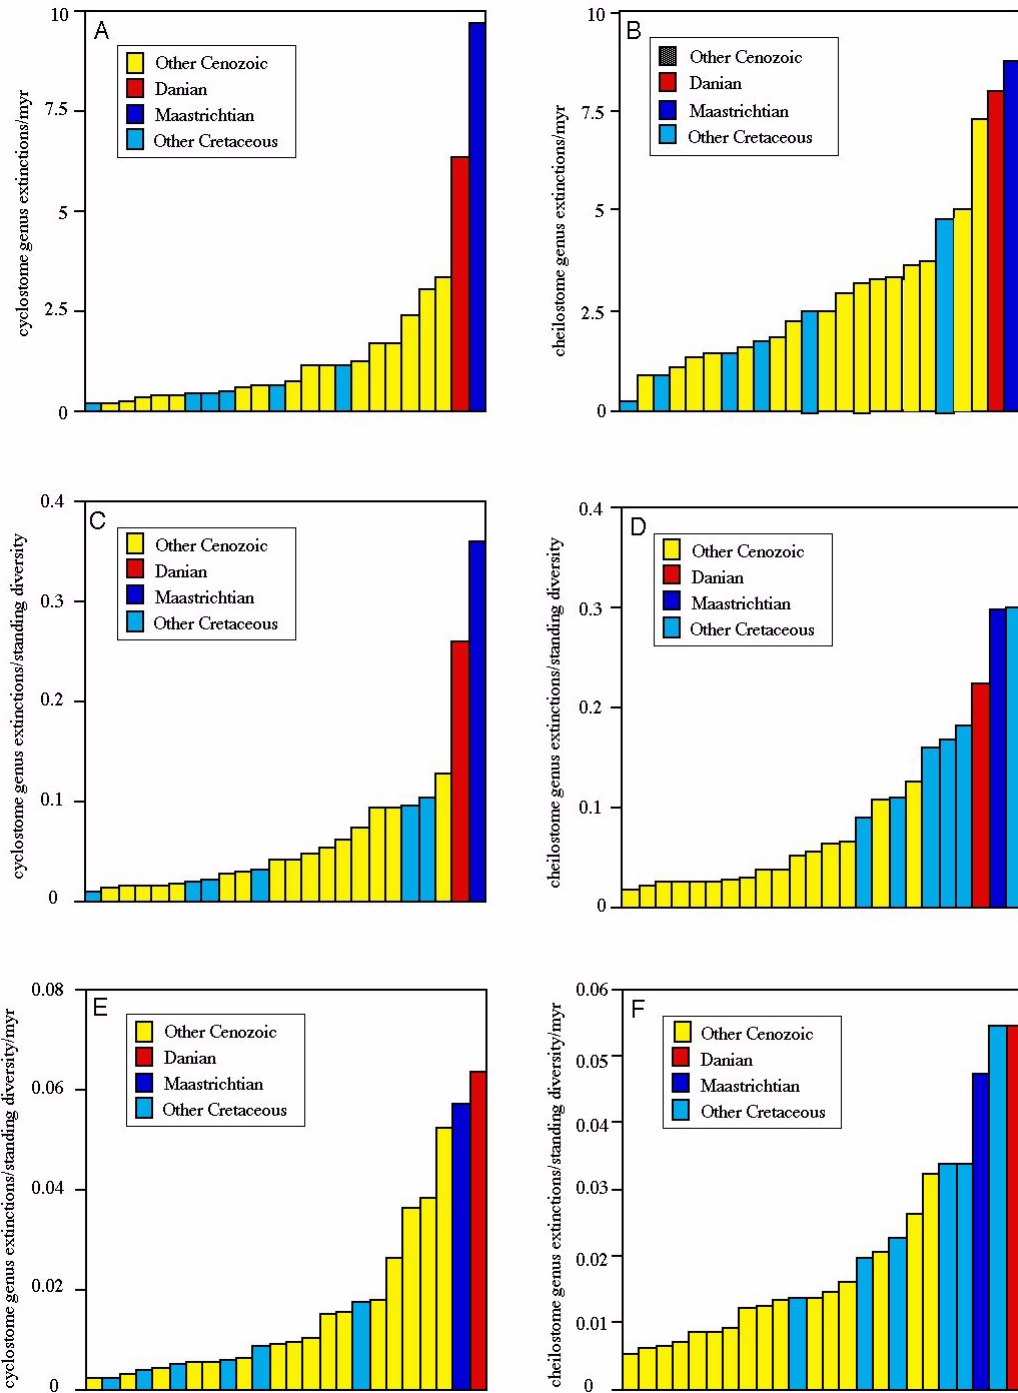 A
cyclostome genus extinctions/myr
10
7.5
5
2.5
0
Other Cenozoic
Danian
Maastrichtian
Other Cretaceous
B
cheilostome genus extinctions/myr
10
7.5
5
2.5
0
Other Cenozoic
Danian
Maastrichtian
Other Cretaceous
C
cyclostome genus extinctions/standing diversity
0.4
0.3
0.2
0.1
0
Other Cenozoic
Danian
Maastrichtian
Other Cretaceous
D
cheilostome genus extinctions/standing diversity
0.4
0.3
0.2
0.1
0
Other Cenozoic
Danian
Maastrichtian
Other Cretaceous
E
cyclostome genus extinctions/standing diversity/myr
0.08
0.06
0.04
0.02
0
Other Cenozoic
Danian
Maastrichtian
Other Cretaceous
F
cheilostome genus extinctions/standing diversity/myr
0.06
0.05
0.04
0.03
0.02
0.01
0
Other Cenozoic
Danian
Maastrichtian
Other Cretaceous